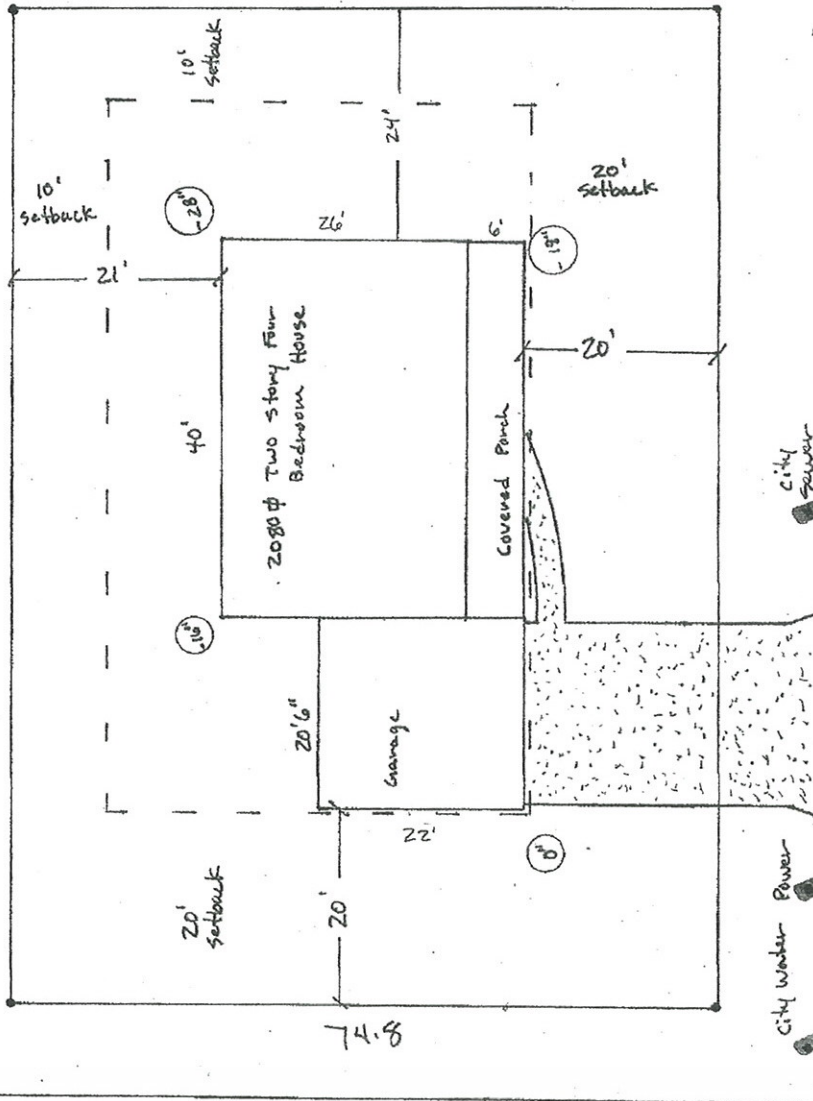 10'
setback
10'
setback
21'
-28"
26'
24'
6'
-18"
20'
setback
40'
2080⌀ Two Story Four
Bedroom House
Covered Porch
20'
-16"
20'6"
Garage
22'
0"
20'
setback
20'
74.8
City
Sewer
Power
City Water